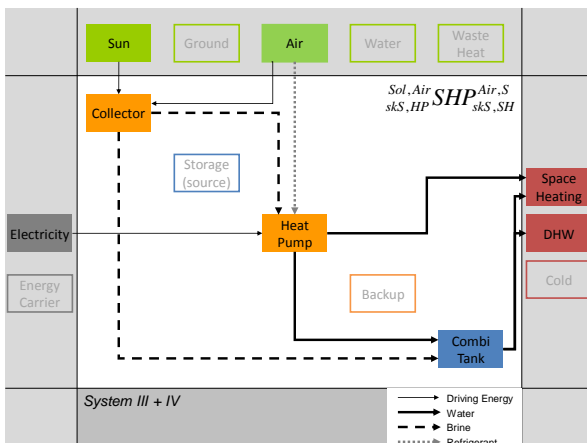 Sun
Ground
Air
Water
Waste
Heat
Sol,Air SHP Air,S
skS,HP skS,SH
Collector
Storage
(source)
Space
Heating
Electricity
Heat
Pump
DHW
Energy
Carrier
Backup
Cold
Combi
Tank
System III + IV
Driving Energy
Water
Brine
Refrigerant